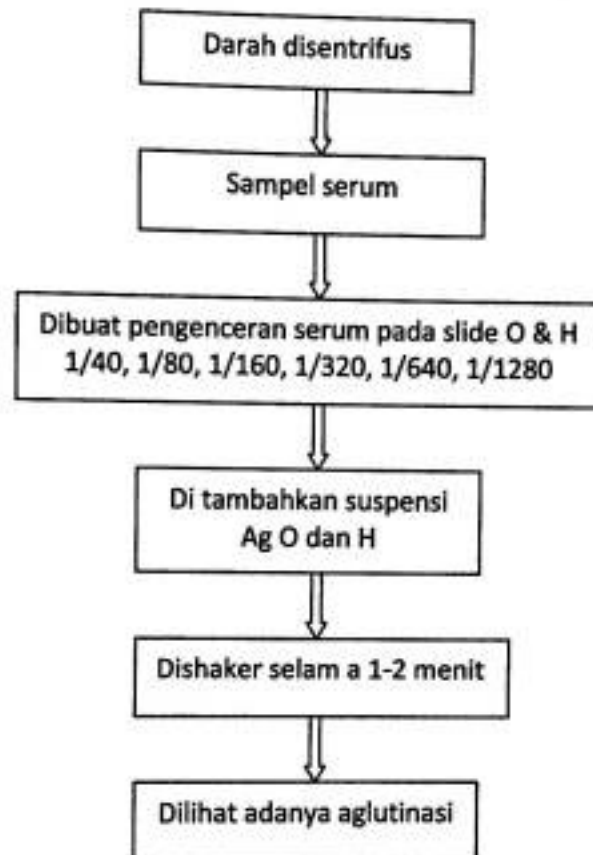 Darah disentrifus
Sampel serum
Dibuat pengenceran serum pada slide O & H
1/40, 1/80, 1/160, 1/320, 1/640, 1/1280
Di tambahkan suspensi
Ag O dan H
Dishaker selam a 1-2 menit
Dilihat adanya aglutinasi